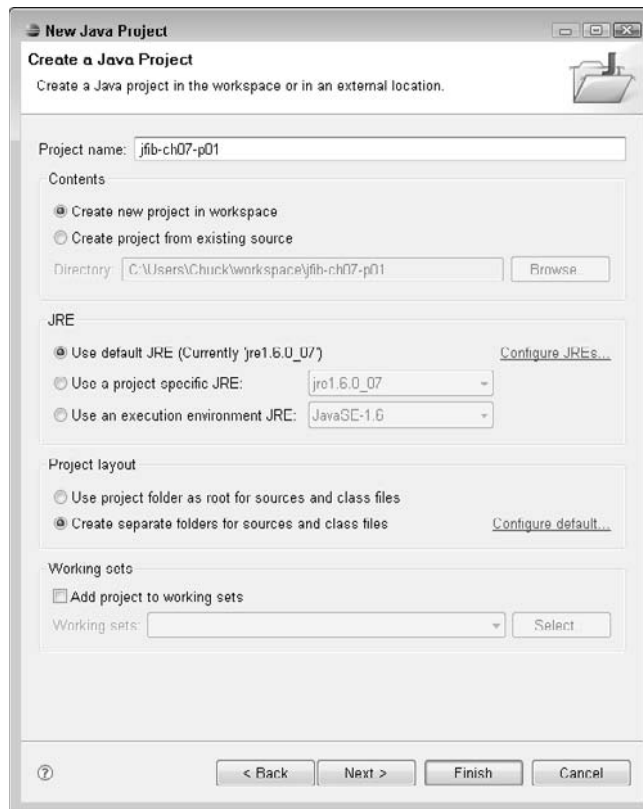 New Java Project
Create a Java Project
Create a Java project in the workspace or in an external location.
Project name: jfib-ch07-p01
Contents
Create new project in workspace
Create project from existing source
Directory: C:\Users\Chuck\workspace\jfib-ch07-p01 Browse...
JRE
Use default JRE (Currently 'jre1.6.0_07') Configure JREs...
Use a project specific JRE: jre1.6.0_07
Use an execution environment JRE: JavaSE-1.6
Project layout
Use project folder as root for sources and class files
Create separate folders for sources and class files Configure default...
Working sets
Add project to working sets
Working sets: Select...
? < Back Next > Finish Cancel